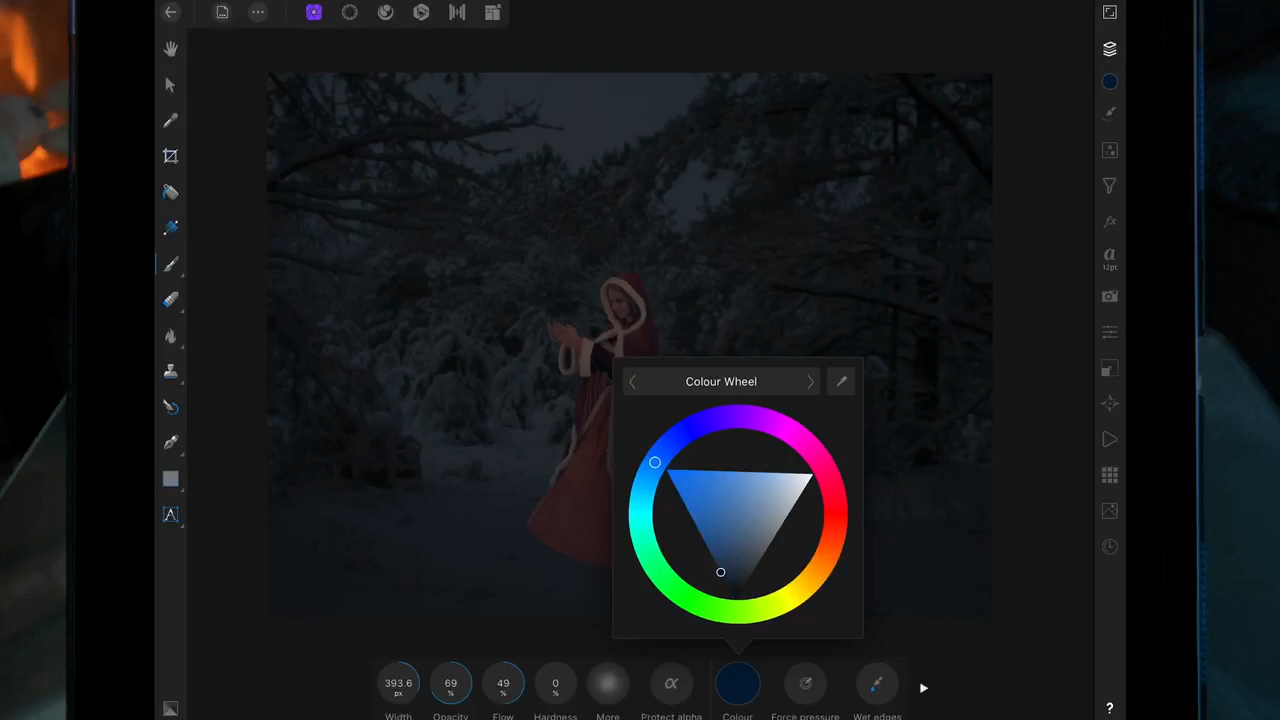 12pt
A
Colour Wheel
393.6
px
69
%
49
%
0
%
α
Width
Opacity
Flow
Hardness
More
Protect alpha
Colour
Force pressure
Wet edges
?